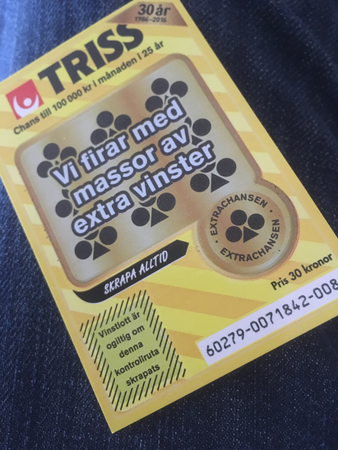 30 år
1986-2016
TRISS
Chans till 100 000 kr i månaden i 25 år
Vi firar med
massor av
extra vinster
EXTRACHANSEN
EXTRACHANSEN
SKRAPA ALLTID
Pris 30 kronor
60279-0071842-008
Vinstlott är
ogiltig om
denna
kontrollruta
skrapats